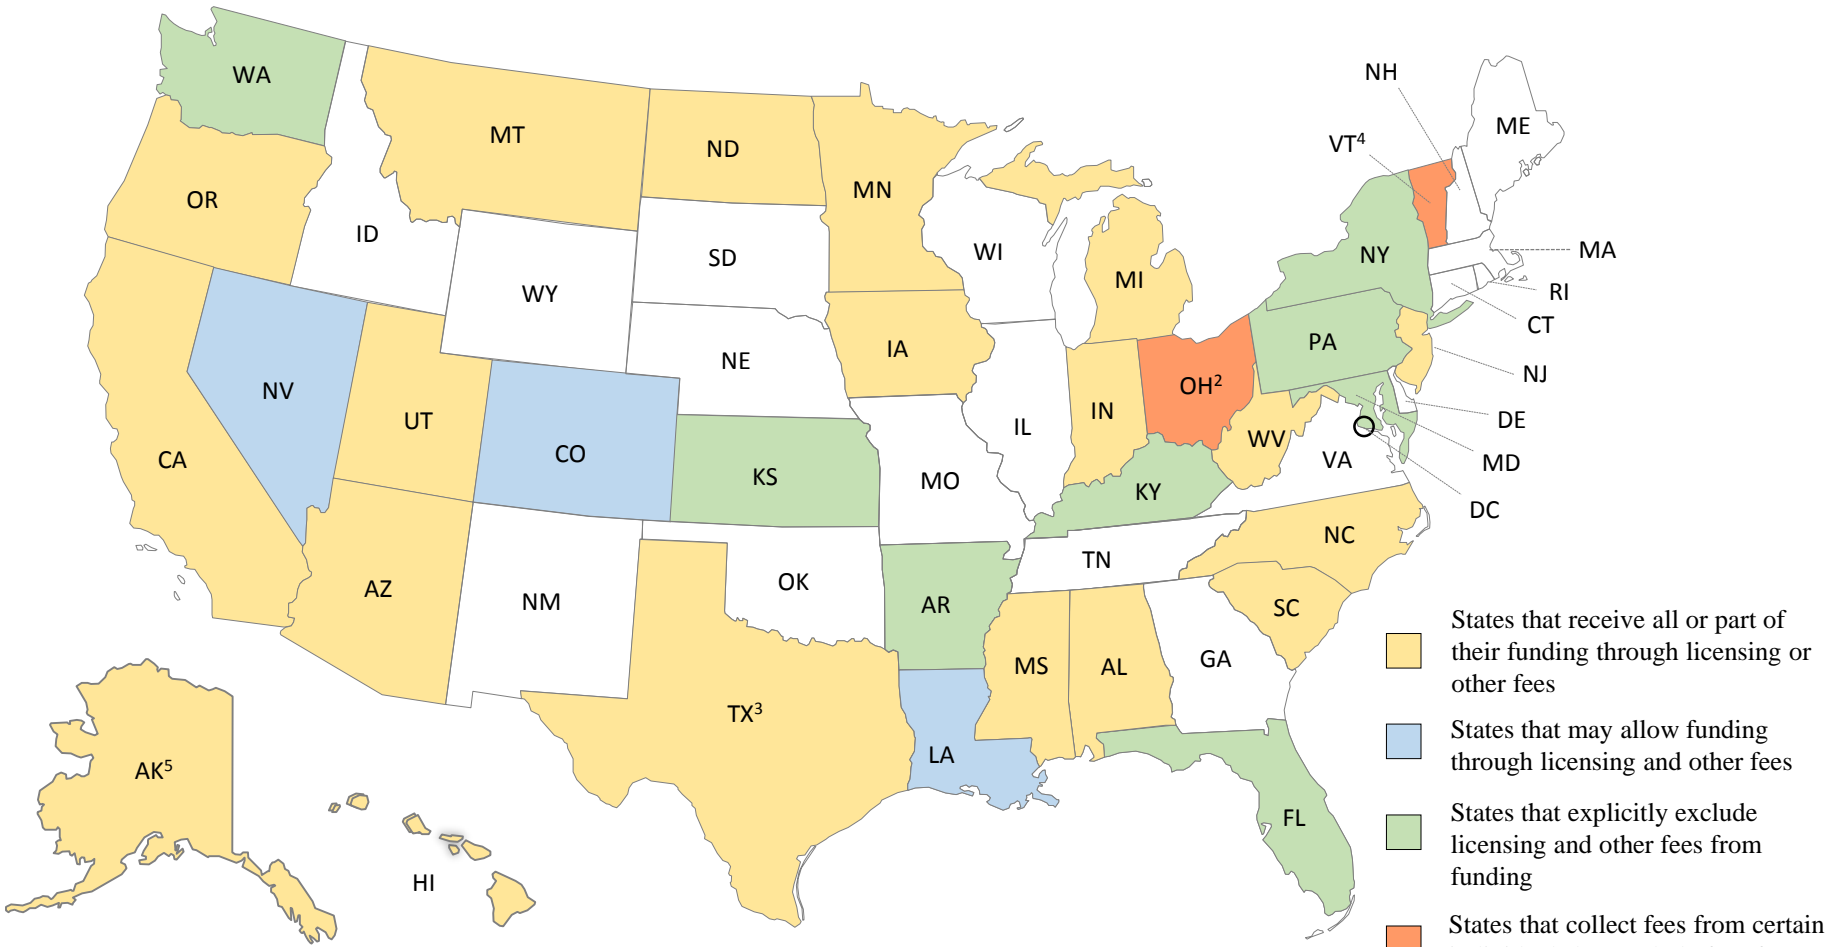 WA
MT
ND
MN
OR
ID
SD
WI
WY
MI
NH
VT⁴
ME
NY
MA
RI
CT
PA
NJ
NE
IA
NV
UT
CO
CA
KS
MO
IL
IN
OH²
WV
VA
DE
MD
DC
KY
NC
TN
AZ
NM
OK
AR
SC
MS
AL
GA
TX³
LA
FL
AK⁵
HI
States that receive all or part of
their funding through licensing or
other fees
States that may allow funding
through licensing and other fees
States that explicitly exclude
licensing and other fees from
funding
States that collect fees from certain